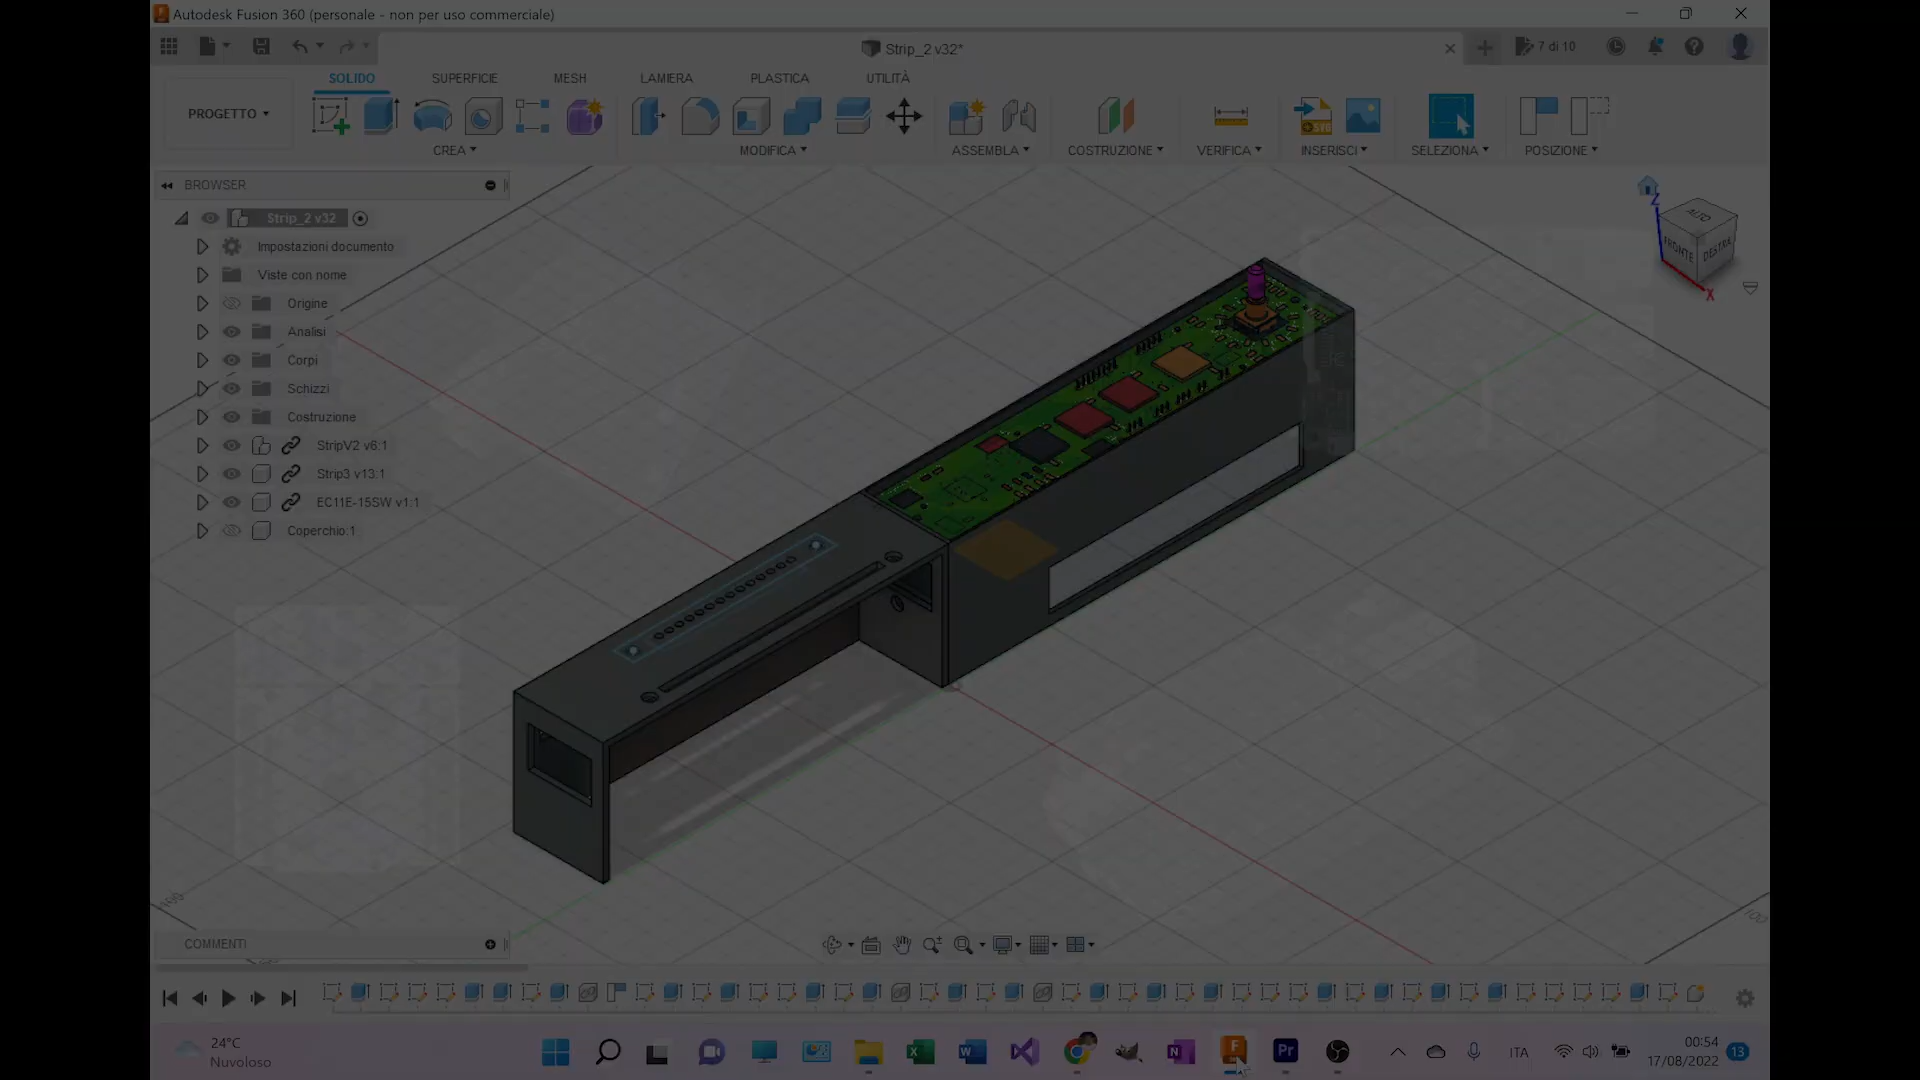 Autodesk Fusion 360 (personale - non per uso commerciale)
Strip_2 v32*
7 di 10
SOLIDO
SUPERFICIE
MESH
LAMIERA
PLASTICA
UTILITÀ
PROGETTO
CREA
MODIFICA
ASSEMBLA
COSTRUZIONE
VERIFICA
INSERISCI
SELEZIONA
POSIZIONE
BROWSER
Strip_2 v32
Impostazioni documento
Viste con nome
Origine
Analisi
Corpi
Schizzi
Costruzione
StripV2 v6:1
Strip3 v13:1
EC11E-15SW v1:1
Coperchio:1
Z
ALTO
FRONTE
DESTRA
X
100
COMMENTI
24°C
Nuvoloso
ITA
00:54
17/08/2022
13